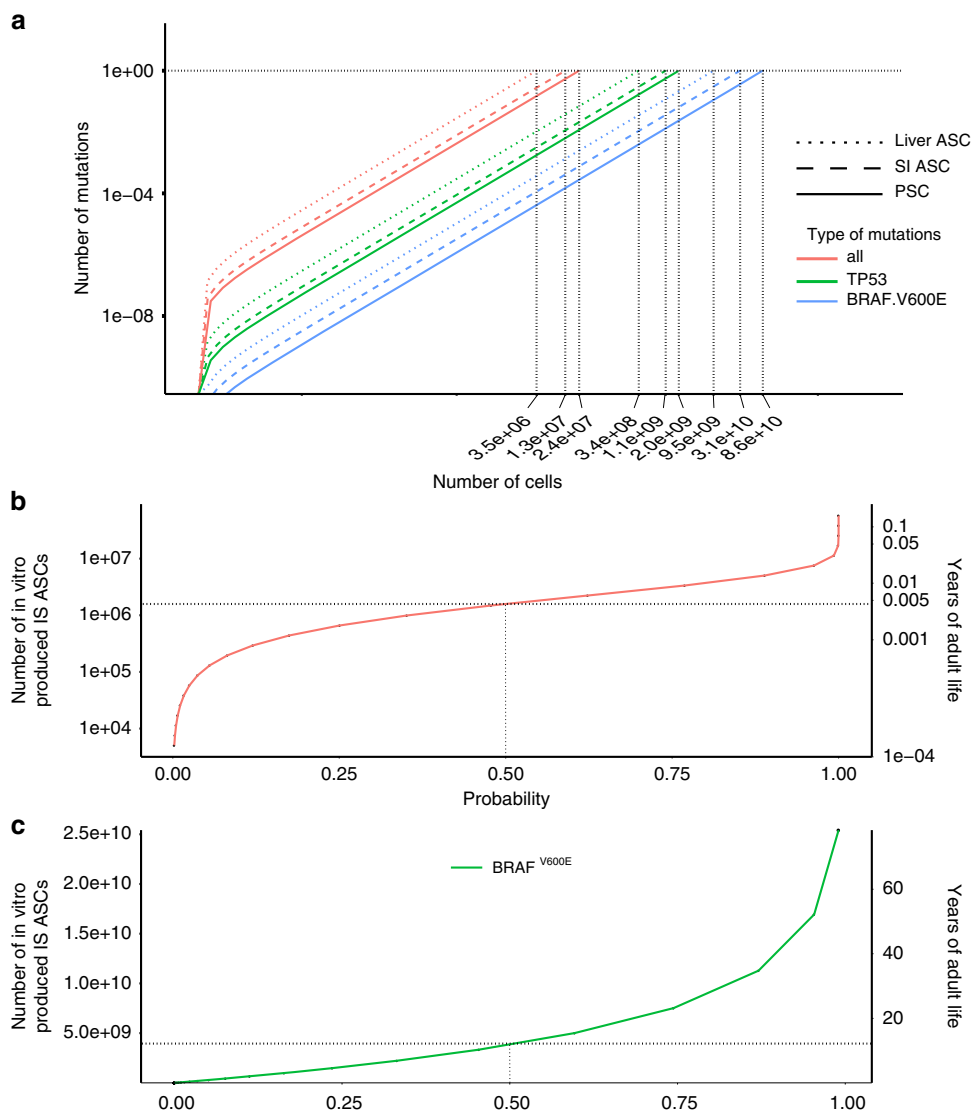 a
Number of mutations
1e+00
1e−04
1e−08
Liver ASC
SI ASC
PSC
Type of mutations
all
TP53
BRAF.V600E
3.5e+06
1.3e+07
2.4e+07
3.4e+08
1.1e+09
2.0e+09
9.5e+09
3.1e+10
8.6e+10
Number of cells
b
Number of in vitro
produced IS ASCs
1e+07
1e+06
1e+05
1e+04
0.1
0.05
0.01
0.005
0.001
1e−04
Years of adult life
0.00
0.25
0.50
0.75
1.00
Probability
c
Number of in vitro
produced IS ASCs
2.5e+10
2.0e+10
1.5e+10
1.0e+10
5.0e+09
BRAF V600E
60
40
20
Years of adult life
0.00
0.25
0.50
0.75
1.00